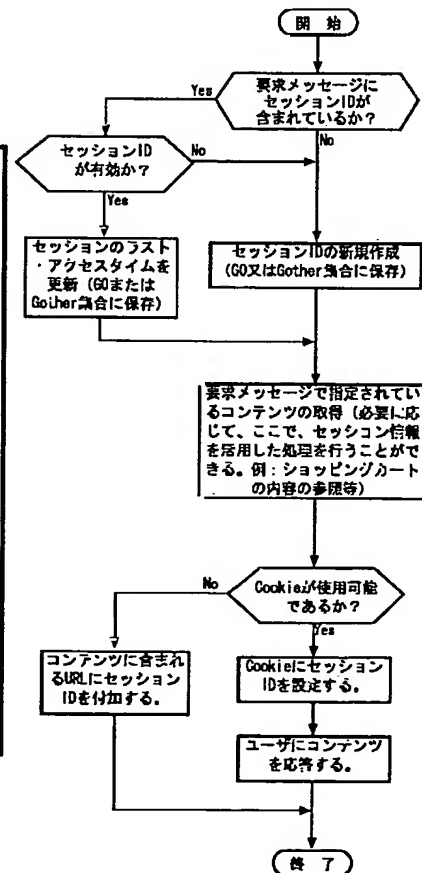 開 始
要求メッセージに
セッションIDが
含まれているか？
Yes
No
セッションID
が有効か？
No
Yes
セッションのラスト
・アクセスタイムを
更新（G0または
Gother集合に保存）
セッションIDの新規作成
（G0又はGother集合に保存）
要求メッセージで指定されてい
るコンテンツの取得（必要に応
じて、ここで、セッション情報
を活用した処理を行うことがで
きる。例：ショッピングカート
の内容の参照等）
Cookieが使用可能
であるか？
No
Yes
コンテンツに含まれ
るURLにセッション
IDを付加する。
Cookieにセッション
IDを設定する。
ユーザにコンテンツ
を応答する。
終 了